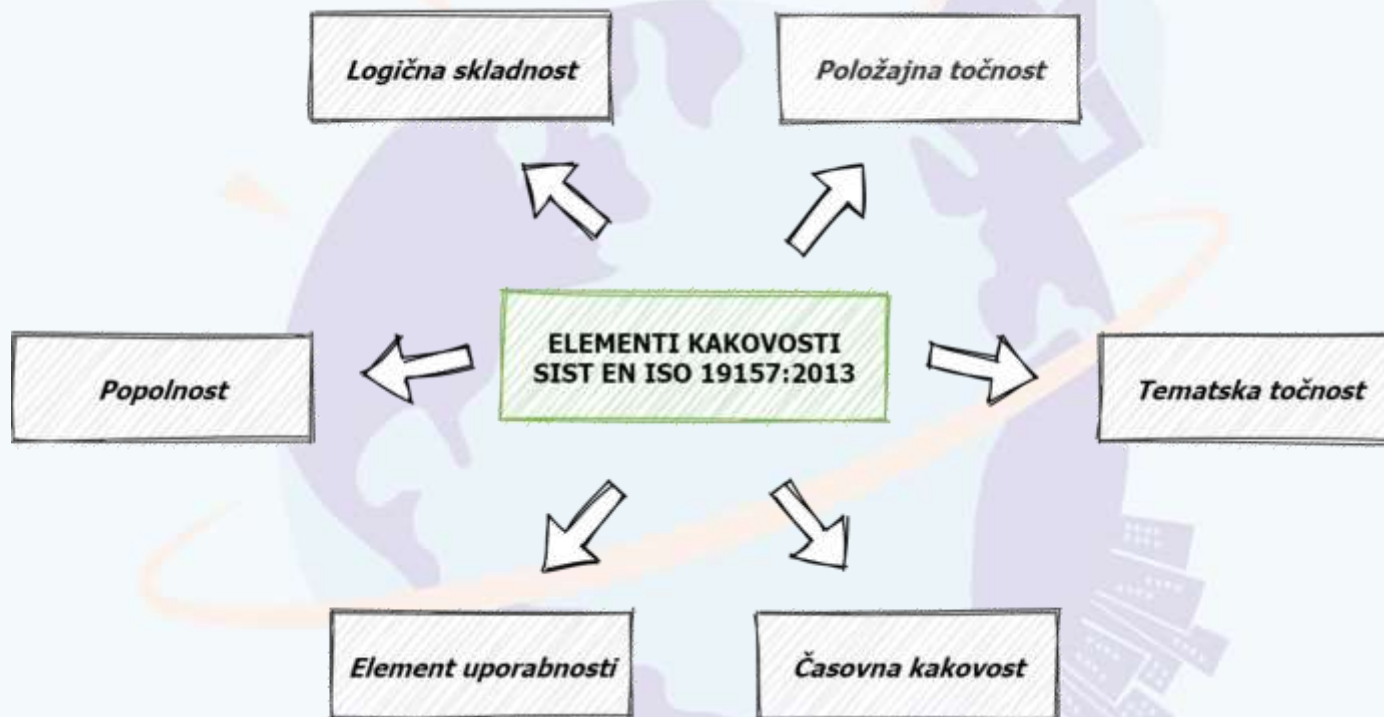 Logična skladnost
Položajna točnost
ELEMENTI KAKOVOSTI
SIST EN ISO 19157:2013
Popolnost
Tematska točnost
Element uporabnosti
Časovna kakovost